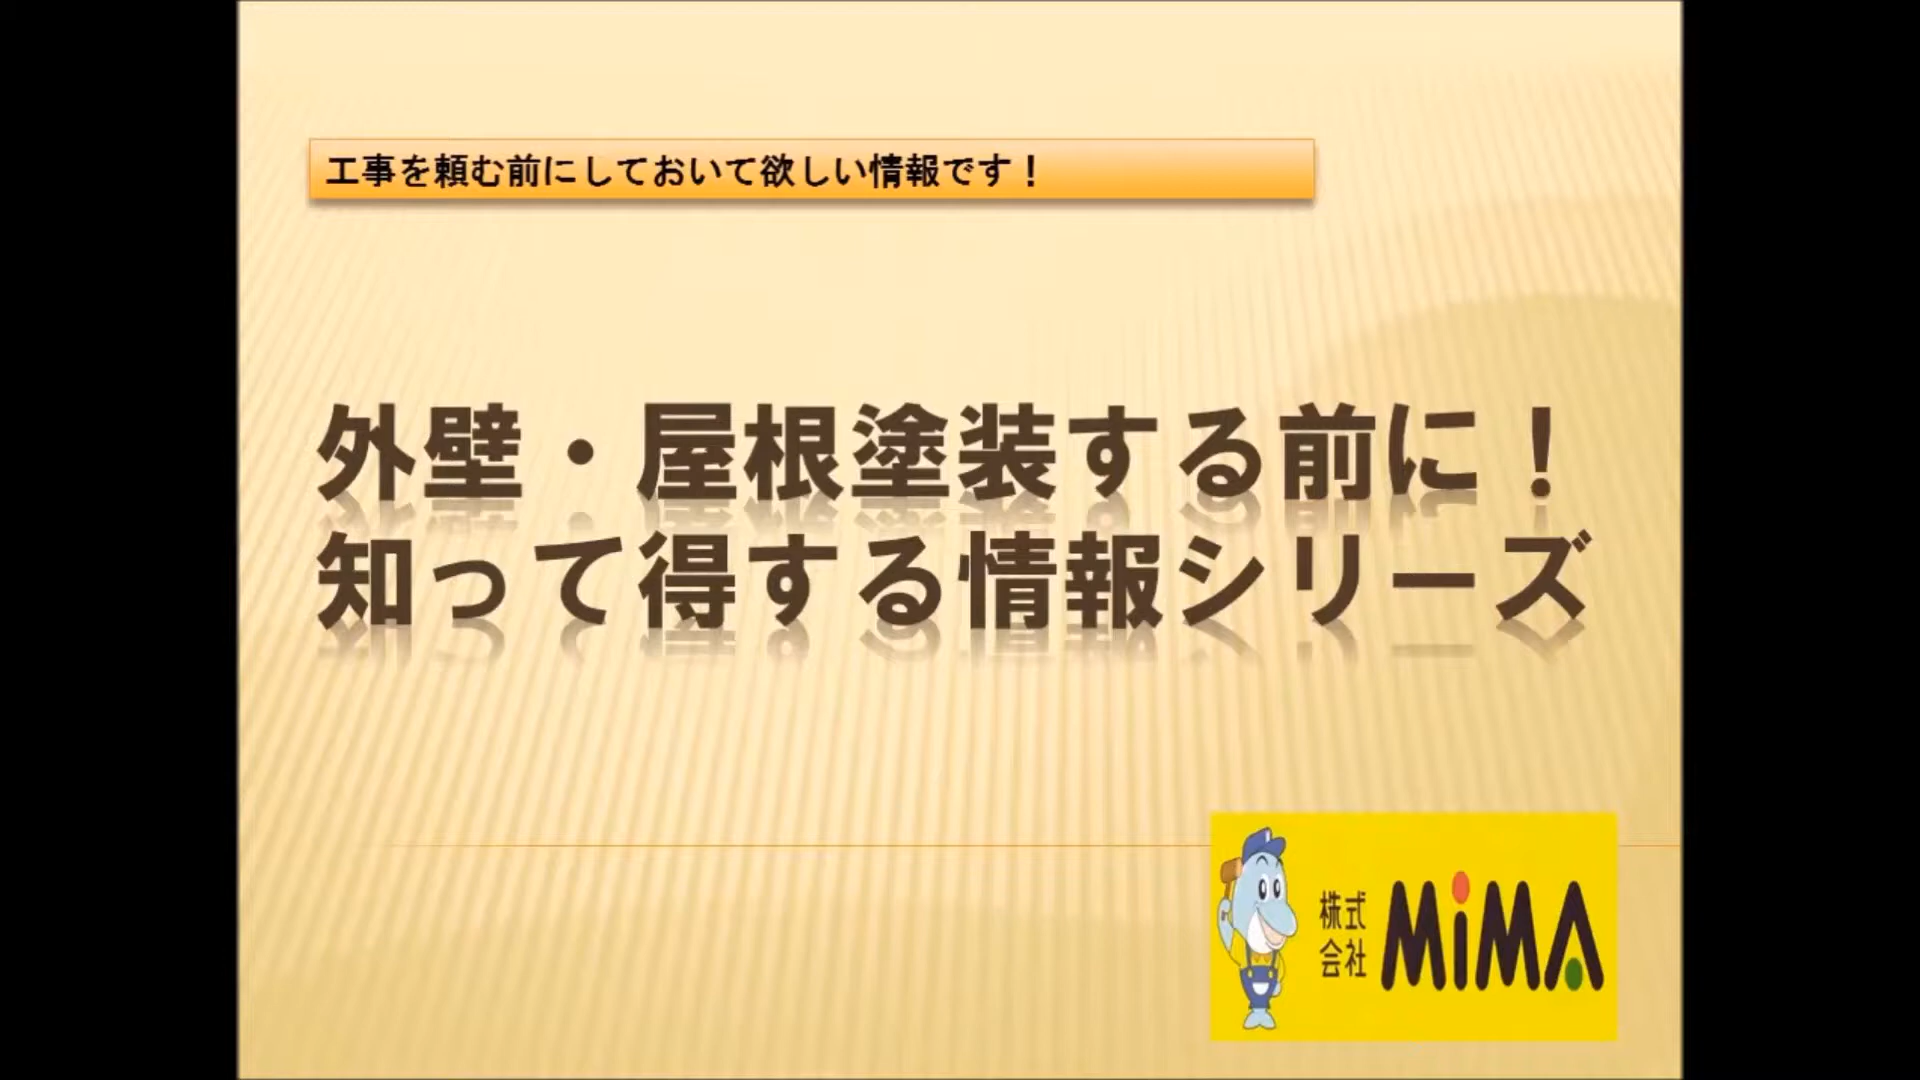 工事を頼む前にしておいて欲しい情報です！
外壁・屋根塗装する前に！
知って得する情報シリーズ
株式
会社
MiMA